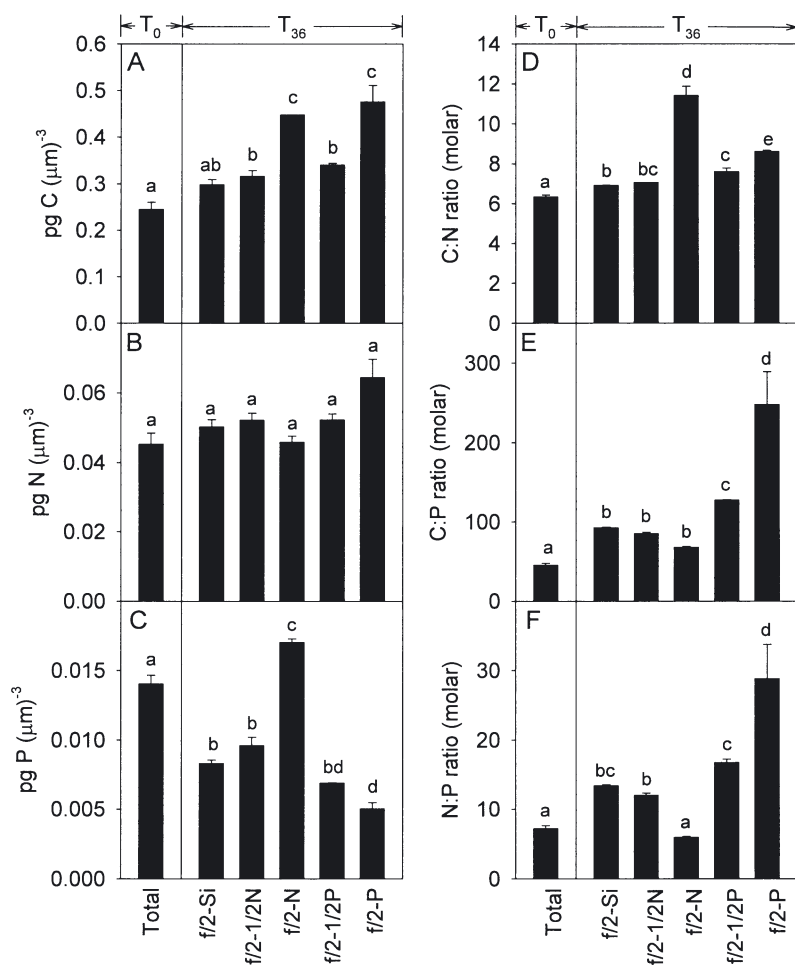 T0 T36
A
pg C (μm)-3
0.6
0.5
0.4
0.3
0.2
0.1
0.0
a ab b c b c
B
pg N (μm)-3
0.06
0.04
0.02
0.00
a a a a a a
C
pg P (μm)-3
0.015
0.010
0.005
0.000
a b b c bd d
Total f/2-Si f/2-1/2N f/2-N f/2-1/2P f/2-P
T0 T36
D
C:N ratio (molar)
14
12
10
8
6
4
2
0
a b bc d c e
E
C:P ratio (molar)
300
200
100
0
a b b b c d
F
N:P ratio (molar)
30
20
10
0
a bc b a c d
Total f/2-Si f/2-1/2N f/2-N f/2-1/2P f/2-P